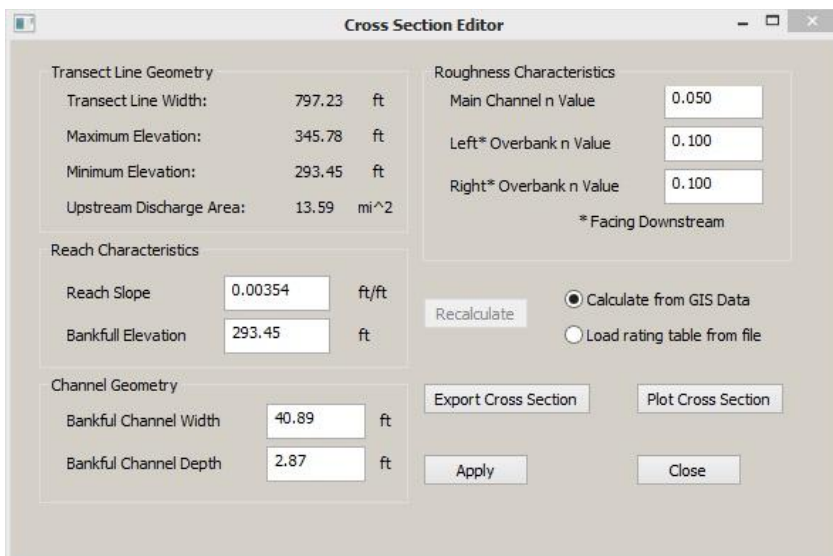 Cross Section Editor
Transect Line Geometry
Transect Line Width: 797.23 ft
Maximum Elevation: 345.78 ft
Minimum Elevation: 293.45 ft
Upstream Discharge Area: 13.59 mi^2
Reach Characteristics
Reach Slope 0.00354 ft/ft
Bankfull Elevation 293.45 ft
Channel Geometry
Bankful Channel Width 40.89 ft
Bankful Channel Depth 2.87 ft
Roughness Characteristics
Main Channel n Value 0.050
Left* Overbank n Value 0.100
Right* Overbank n Value 0.100
* Facing Downstream
Recalculate
Calculate from GIS Data
Load rating table from file
Export Cross Section Plot Cross Section
Apply Close